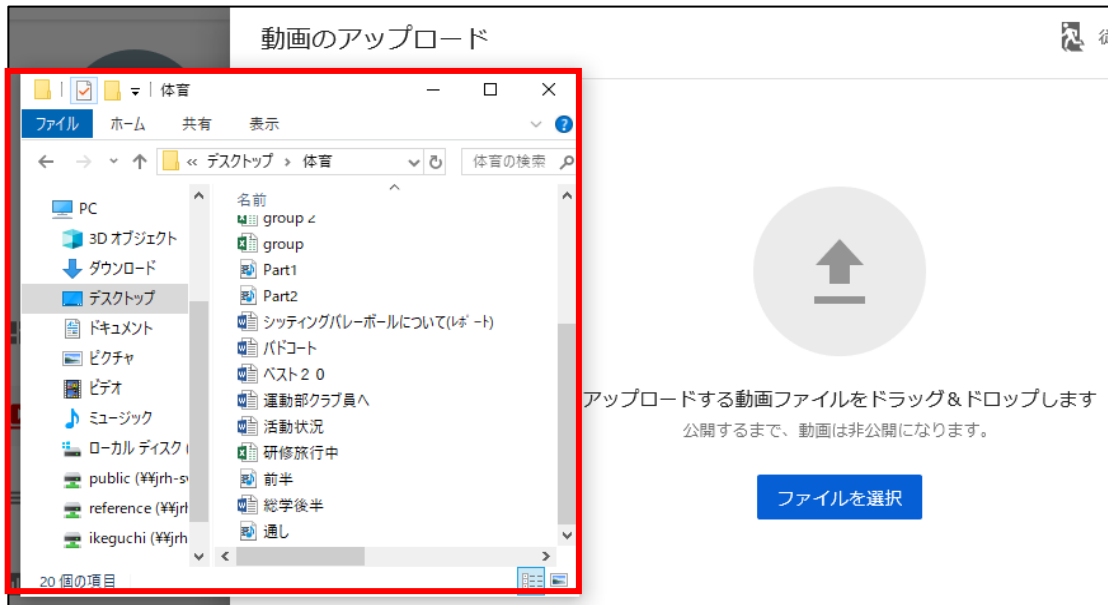 動画のアップロード
体育
ファイル ホーム 共有 表示
« デスクトップ › 体育
体育の検索
PC
3D オブジェクト
ダウンロード
デスクトップ
ドキュメント
ピクチャ
ビデオ
ミュージック
ローカル ディスク (
public (¥¥jrh-sv
reference (¥¥jrh
ikeguchi (¥¥jrh
名前
group 2
group
Part1
Part2
シッティングバレーボールについて(ﾚﾎﾟｰﾄ)
バドコート
ベスト２０
運動部クラブ員へ
活動状況
研修旅行中
前半
総学後半
通し
20 個の項目
アップロードする動画ファイルをドラッグ＆ドロップします
公開するまで、動画は非公開になります。
ファイルを選択